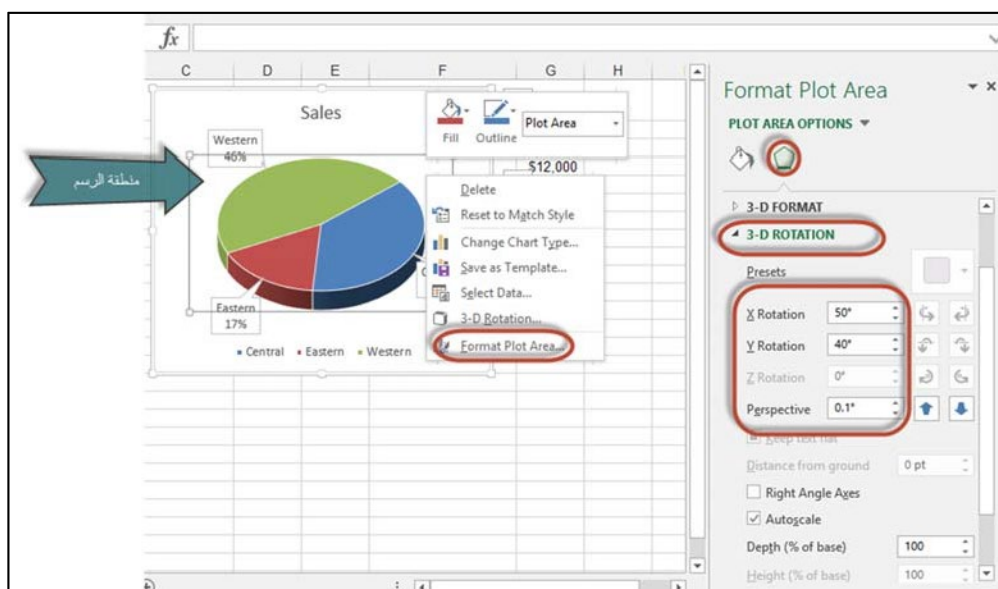 fx
C D E F G H
Sales
Western
46%
منطقة الرسم
Eastern
17%
Central Eastern Western
Fill Outline
Plot Area
$12,000
Delete
Reset to Match Style
Change Chart Type...
Save as Template...
Select Data...
3-D Rotation...
Format Plot Area...
Format Plot Area
PLOT AREA OPTIONS
3-D FORMAT
3-D ROTATION
Presets
X Rotation 50°
Y Rotation 40°
Z Rotation 0°
Perspective 0.1°
Keep text flat
Distance from ground 0 pt
Right Angle Axes
Autoscale
Depth (% of base) 100
Height (% of base) 100